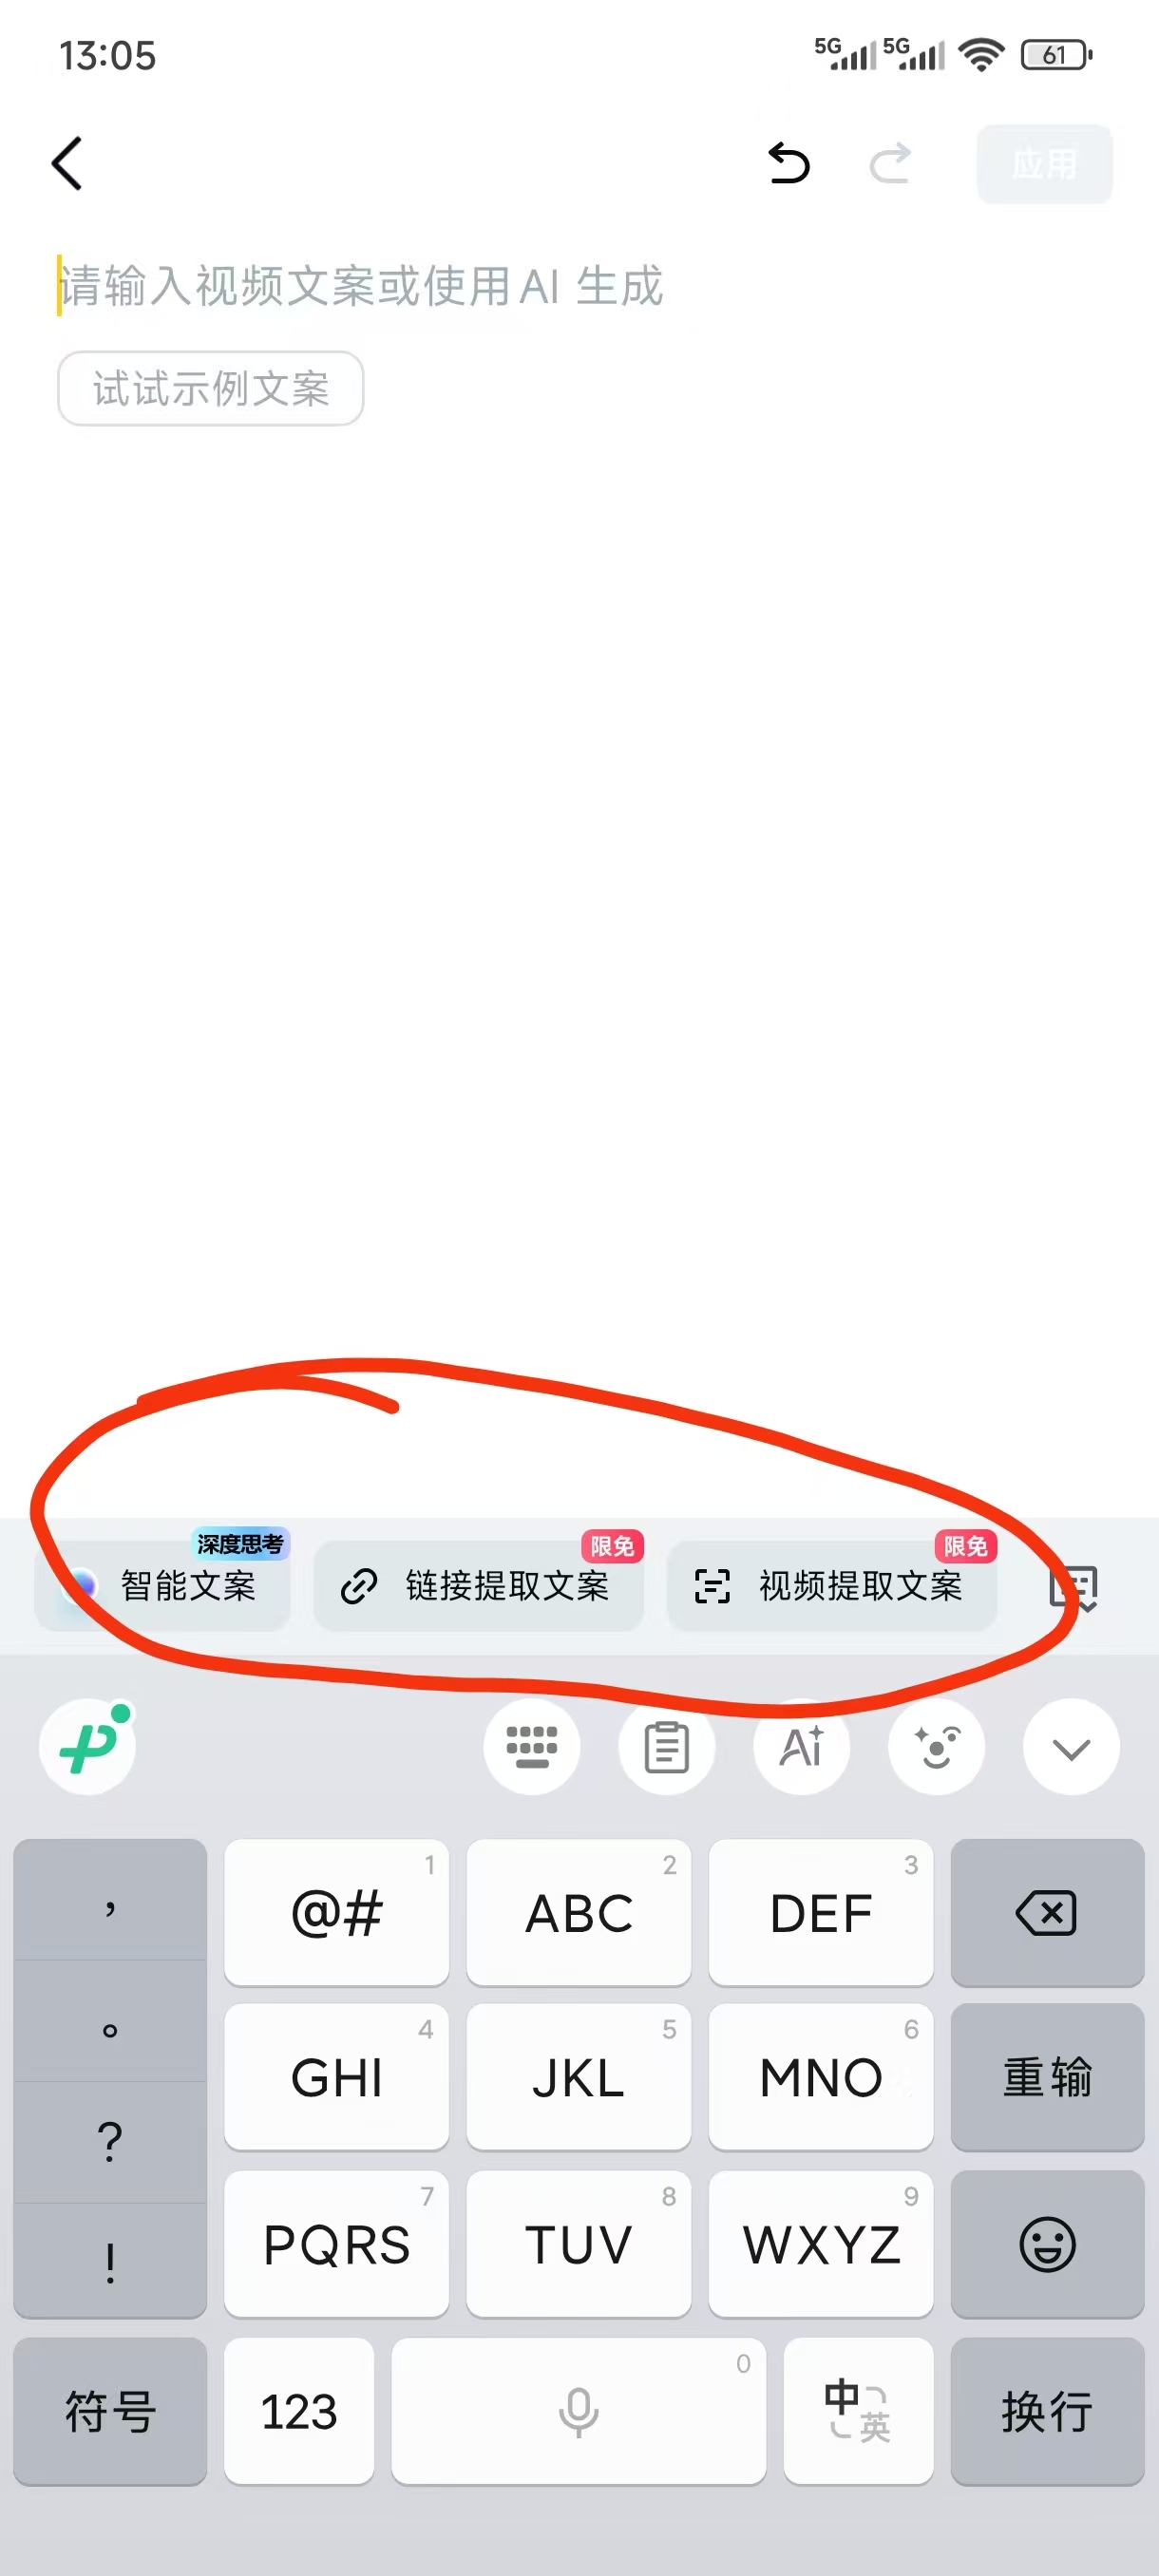 13:05
5G 5G 61
应用
请输入视频文案或使用AI 生成
试试示例文案
深度思考 限免 限免
智能文案 链接提取文案 视频提取文案
Ai
, @# 1 ABC 2 DEF 3
。 GHI 4 JKL 5 MNO 6 重输
? PQRS 7 TUV 8 WXYZ 9
!
符号 123 0 中 英 换行